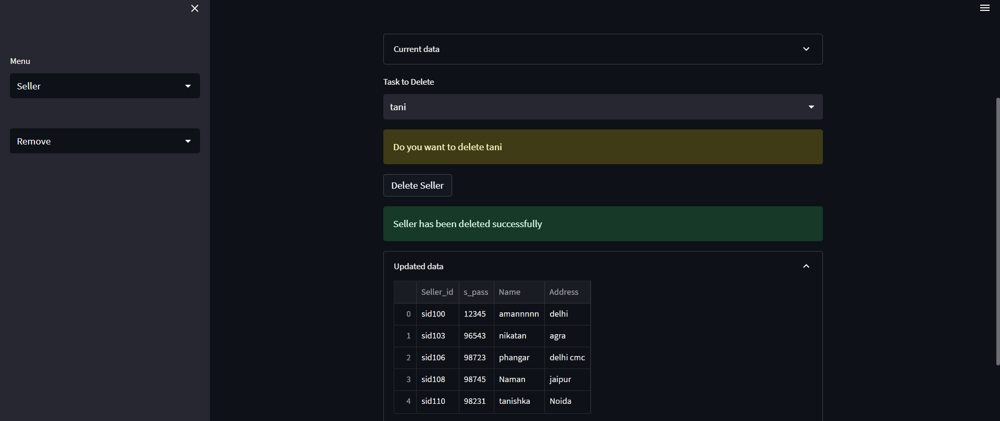 Menu
Seller
Remove
Current data
Task to Delete
tani
Do you want to delete tani
Delete Seller
Seller has been deleted successfully
Updated data
Seller_id s_pass Name Address
0 sid100 12345 amannnnn delhi
1 sid103 96543 nikatan agra
2 sid106 98723 phangar delhi cmc
3 sid108 98745 Naman jaipur
4 sid110 98231 tanishka Noida